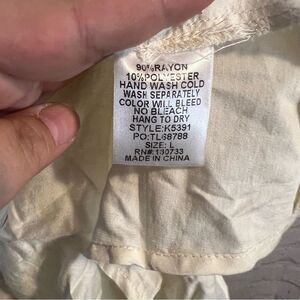 90%RAYON
10%POLYESTER
HAND WASH COLD
WASH SEPARATELY
COLOR WILL BLEED
NO BLEACH
HANG TO DRY
STYLE:K5391
PO:TL68788
SIZE: L
RN#:130733
MADE IN CHINA